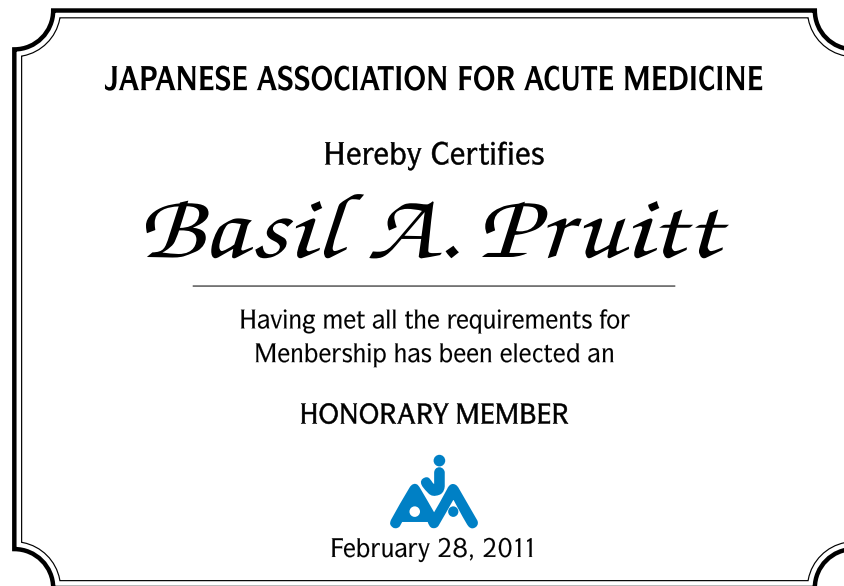 JAPANESE ASSOCIATION FOR ACUTE MEDICINE
Hereby Certifies
Basil A. Pruitt
Having met all the requirements for
Menbership has been elected an
HONORARY MEMBER
February 28, 2011